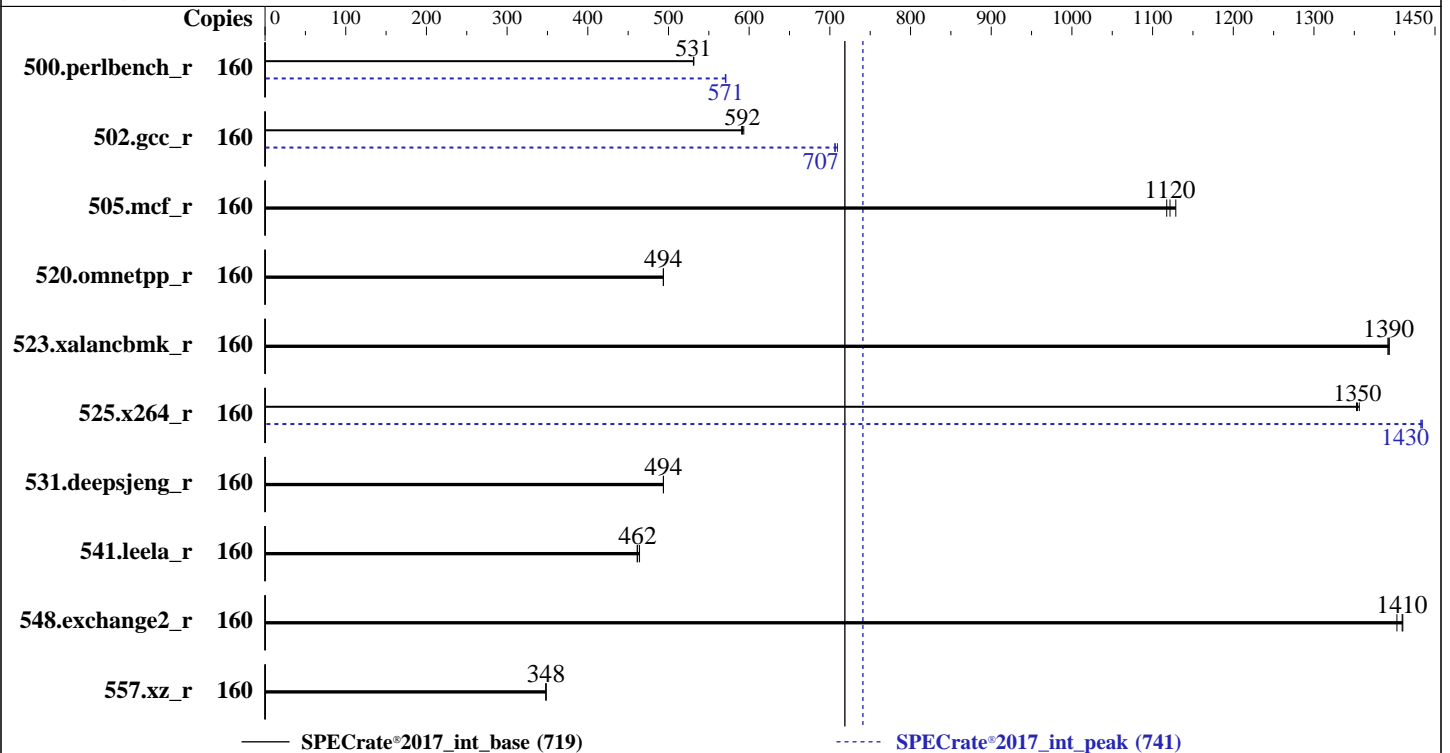 Copies 0 100 200 300 400 500 600 700 800 900 1000 1100 1200 1300 1450
531
500.perlbench_r 160
571
592
502.gcc_r 160
707
1120
505.mcf_r 160
494
520.omnetpp_r 160
1390
523.xalancbmk_r 160
1350
525.x264_r 160
1430
494
531.deepsjeng_r 160
462
541.leela_r 160
1410
548.exchange2_r 160
348
557.xz_r 160
SPECrate®2017_int_base (719) SPECrate®2017_int_peak (741)